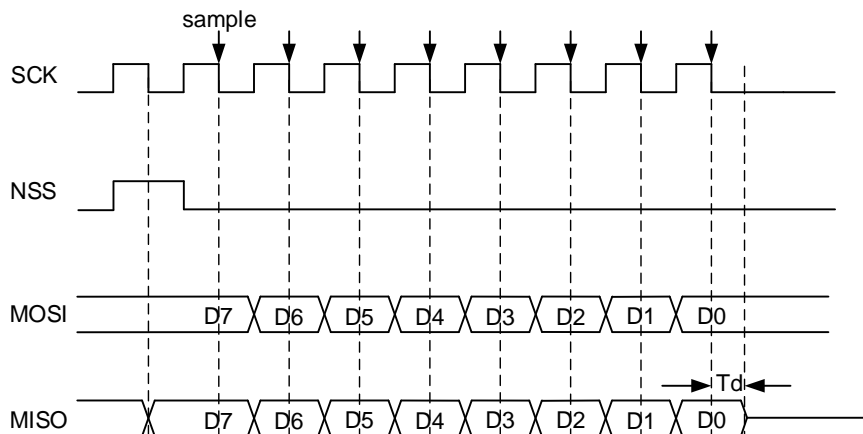 sample
SCK
NSS
MOSI D7 D6 D5 D4 D3 D2 D1 D0
Td
MISO D7 D6 D5 D4 D3 D2 D1 D0